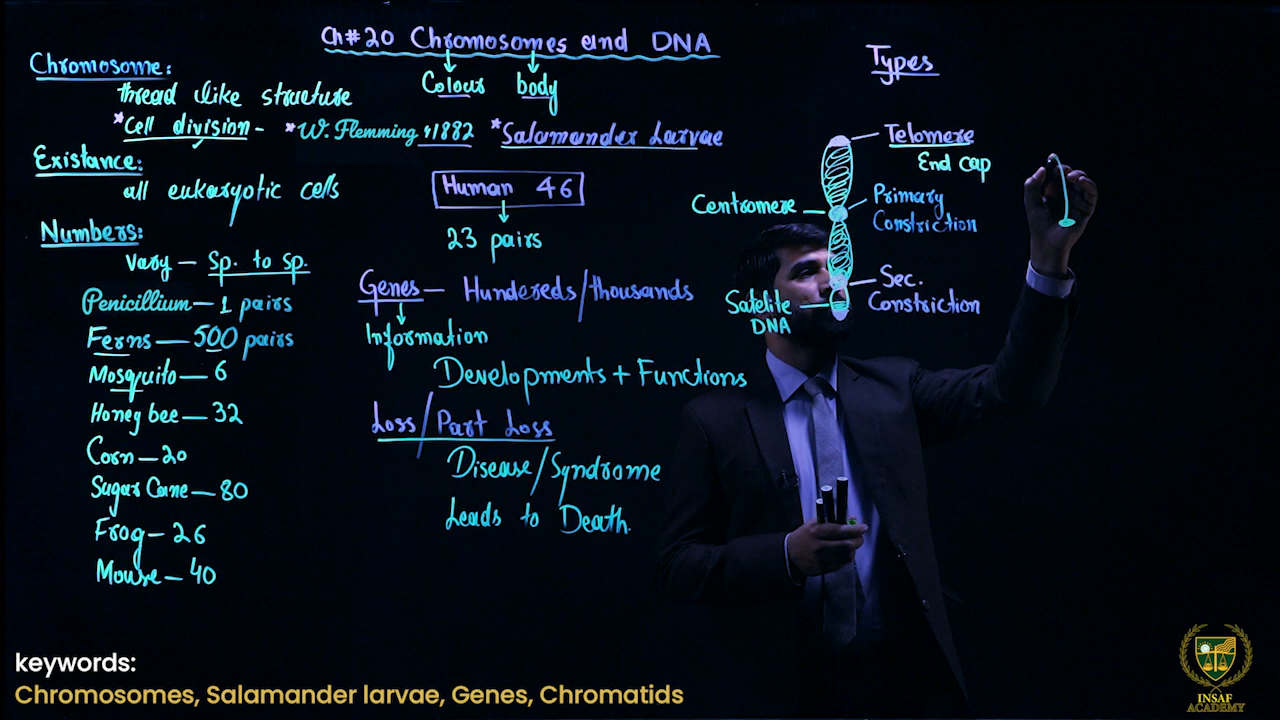 Ch#20 Chromosomes and DNA
Colour body
Chromosome:
thread like structure
*Cell division - *W. Flemming, 1882 *Salamander Larvae
Existance:
all eukaryotic cells
Numbers:
Vary – Sp. to sp.
Penicillium – 1 pairs
Ferns – 500 pairs
Mosquito – 6
Honey bee – 32
Corn – 20
Sugar Cane – 80
Frog – 26
Mouse – 40
Human 46
23 pairs
Genes – Hundereds/thousands
Information
Developments + Functions
Loss/Part Loss
Disease/Syndrome
Leads to Death.
Types
Telomere
End cap
Centromere
Primary
Constriction
Sec.
Constriction
Satelite
DNA
keywords:
Chromosomes, Salamander larvae, Genes, Chromatids
INSAF
ACADEMY